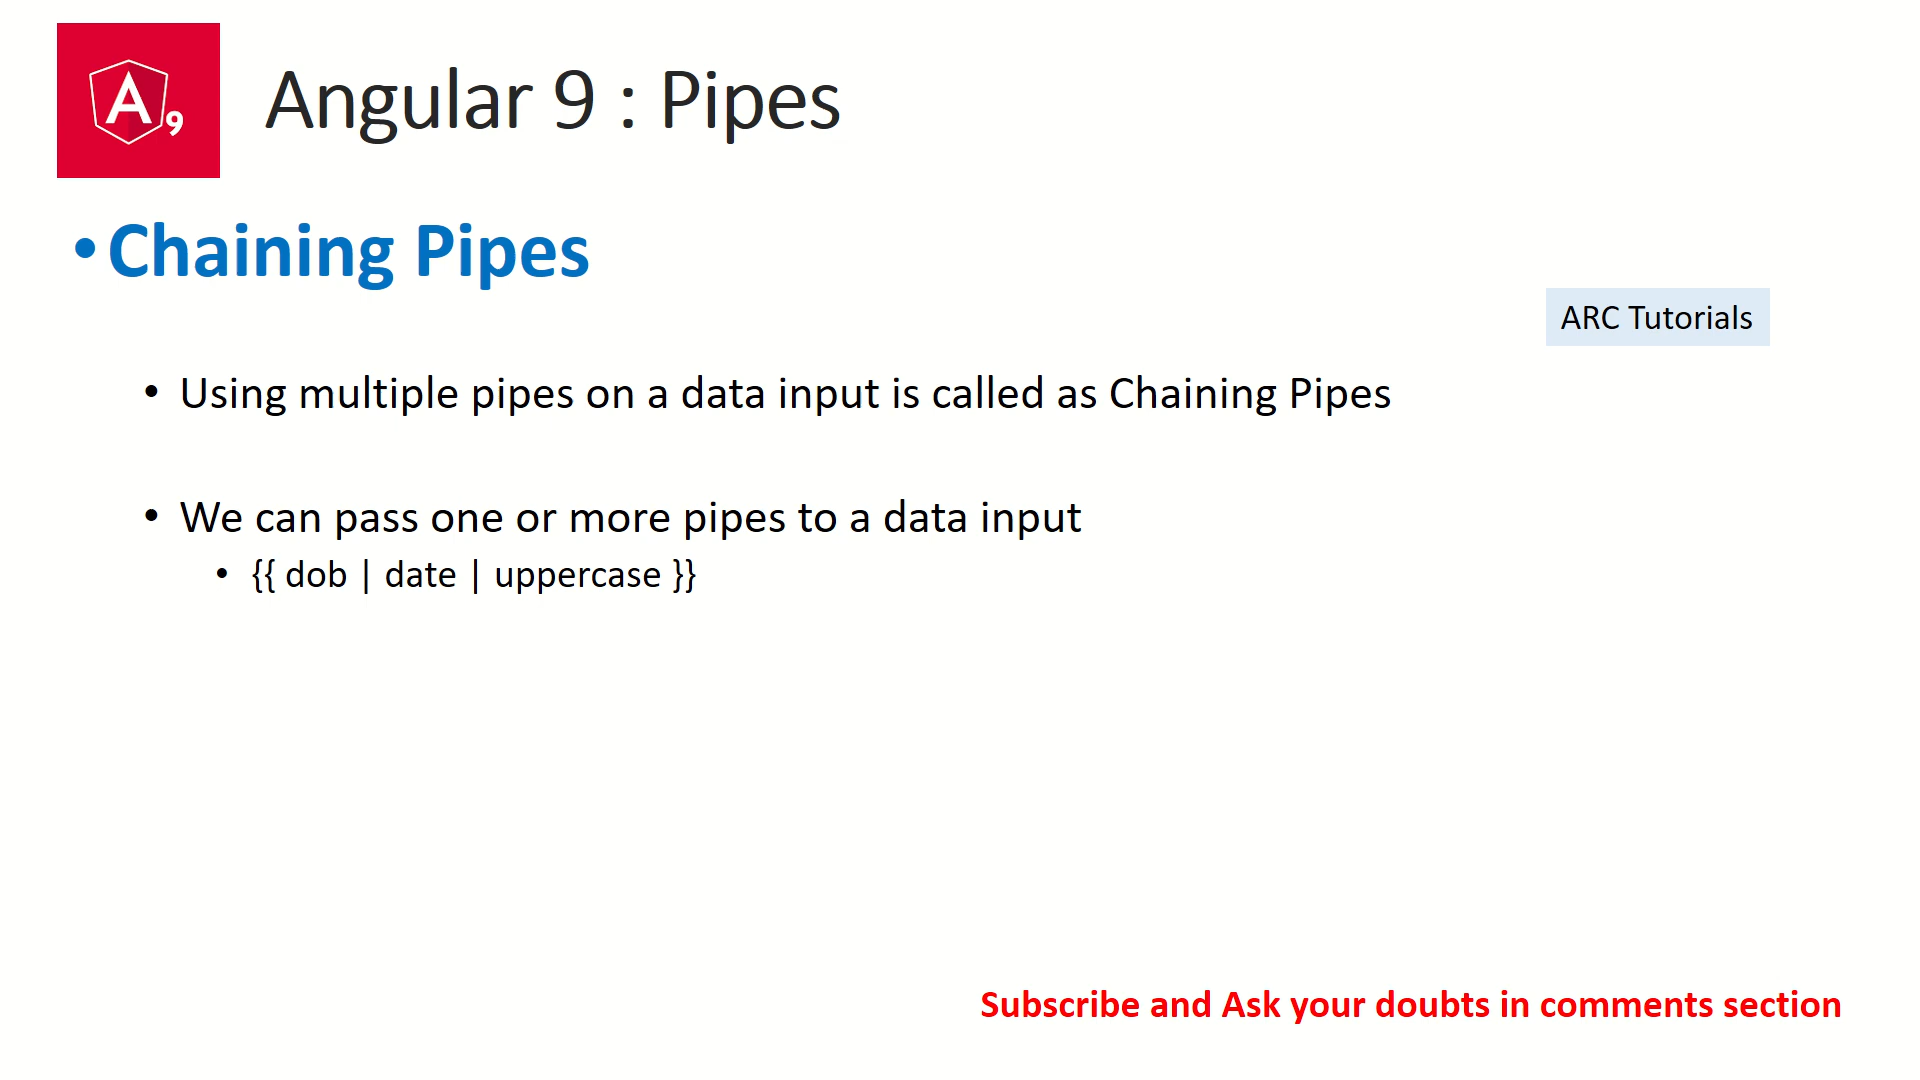 A9
Angular 9 : Pipes
• Chaining Pipes
ARC Tutorials
• Using multiple pipes on a data input is called as Chaining Pipes
• We can pass one or more pipes to a data input
• {{ dob | date | uppercase }}
Subscribe and Ask your doubts in comments section